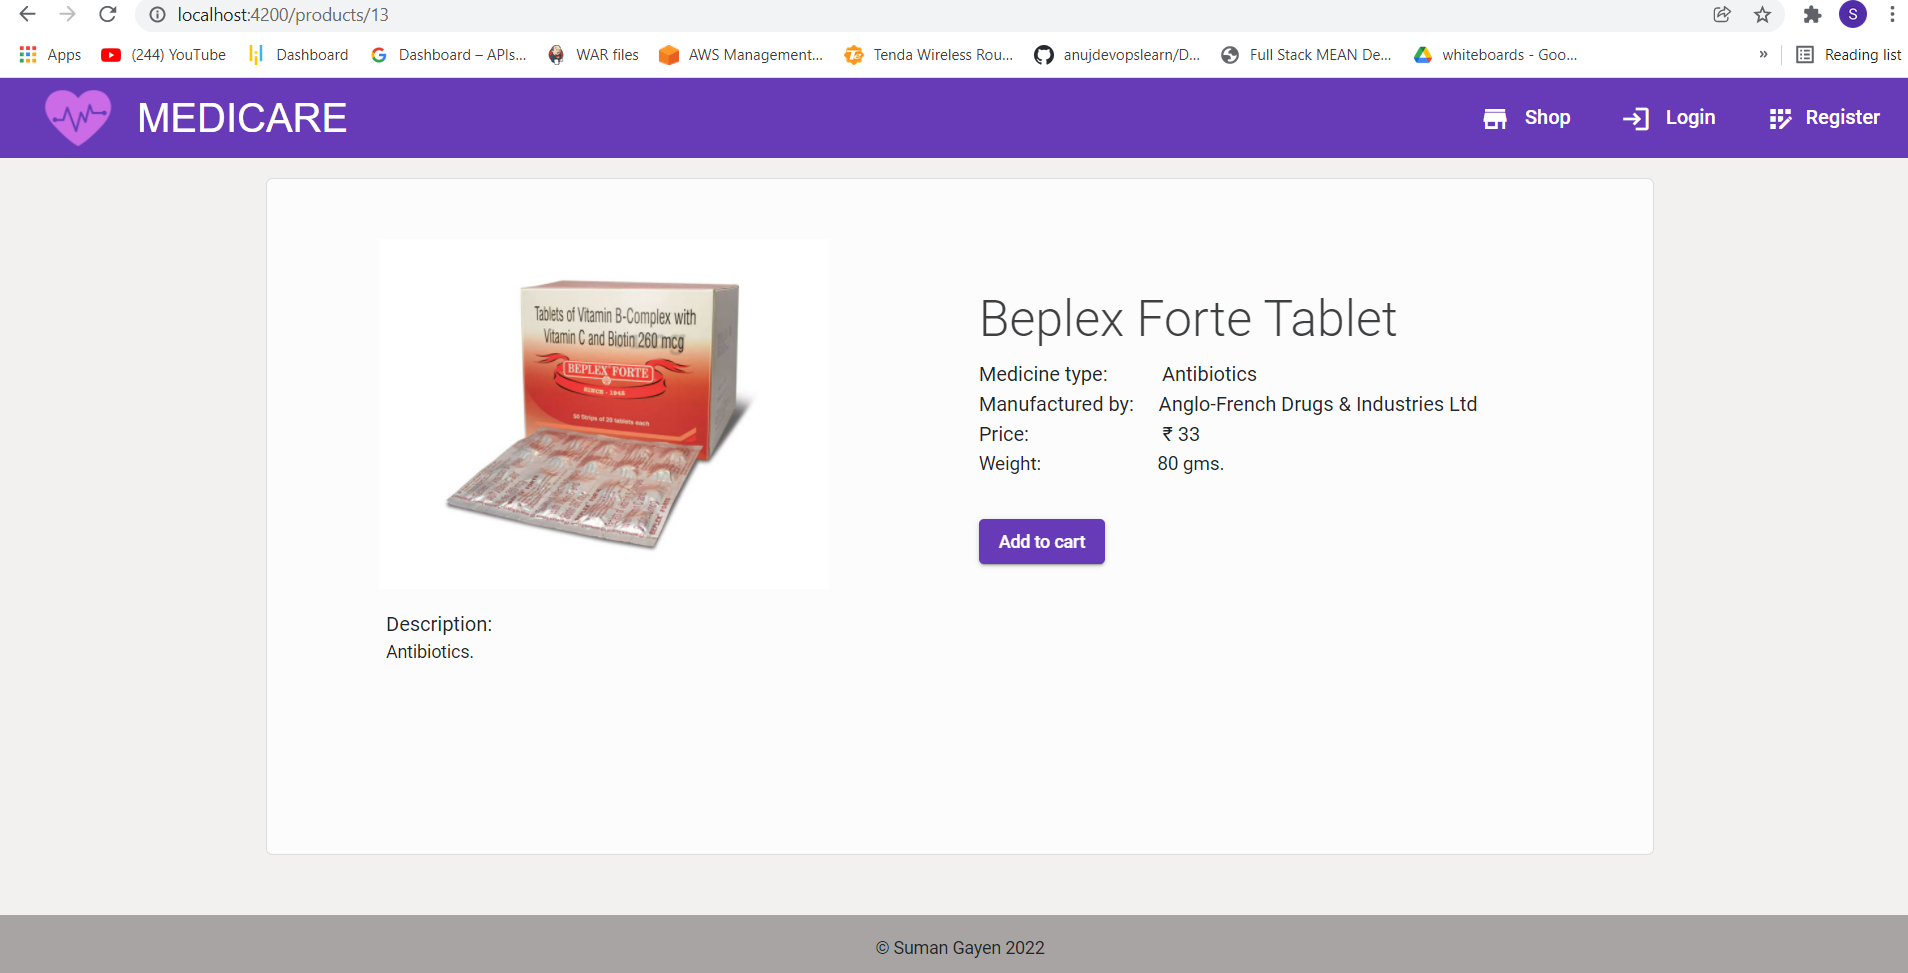 localhost:4200/products/13
S
Apps
(244) YouTube
Dashboard
Dashboard – APIs...
WAR files
AWS Management...
Tenda Wireless Rou...
anujdevopslearn/D...
Full Stack MEAN De...
whiteboards - Goo...
»
Reading list
MEDICARE
Shop
Login
Register
Tablets of Vitamin B-Complex with
Vitamin C and Biotin 260 mcg
BEPLEX FORTE
SINCE - 1945
50 Strips of 20 tablets each
BEPLEX FORTE
Beplex Forte Tablet
Medicine type: Antibiotics
Manufactured by: Anglo-French Drugs & Industries Ltd
Price: ₹ 33
Weight: 80 gms.
Add to cart
Description:
Antibiotics.
© Suman Gayen 2022